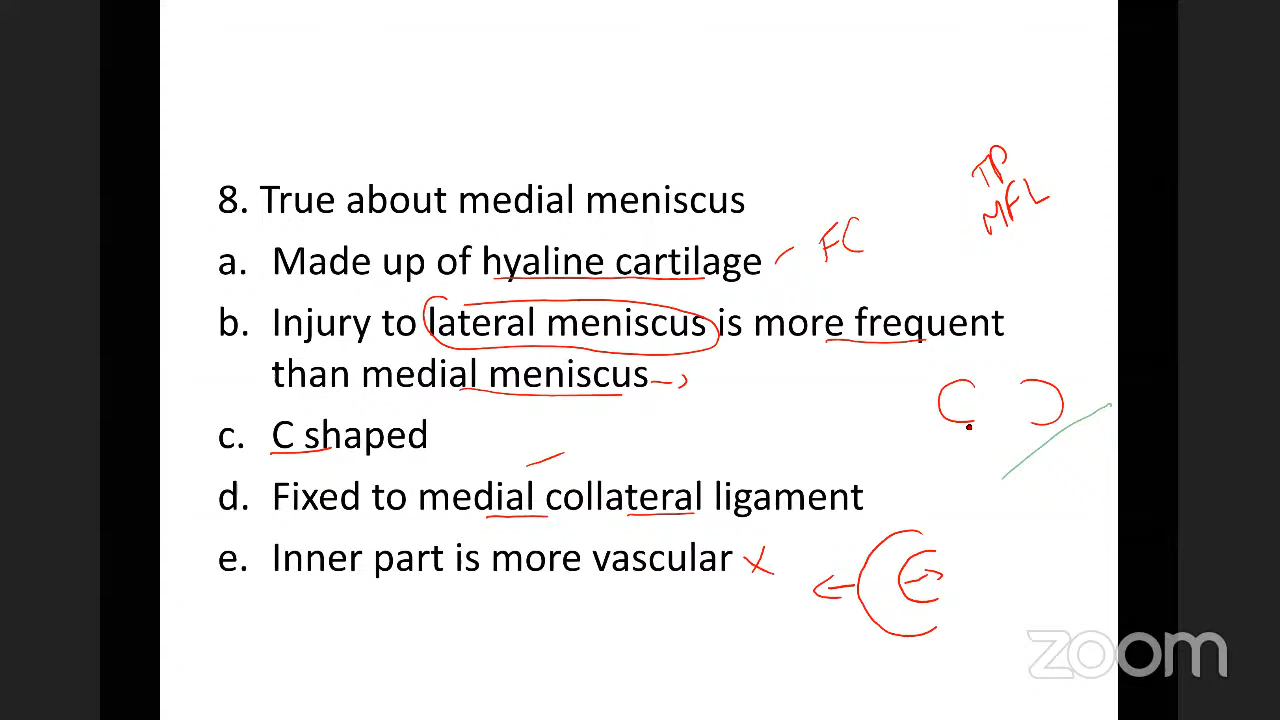 TP
MFL
8. True about medial meniscus
a. Made up of hyaline cartilage FC
b. Injury to lateral meniscus is more frequent
than medial meniscus
c. C shaped
d. Fixed to medial collateral ligament
e. Inner part is more vascular x
zoom